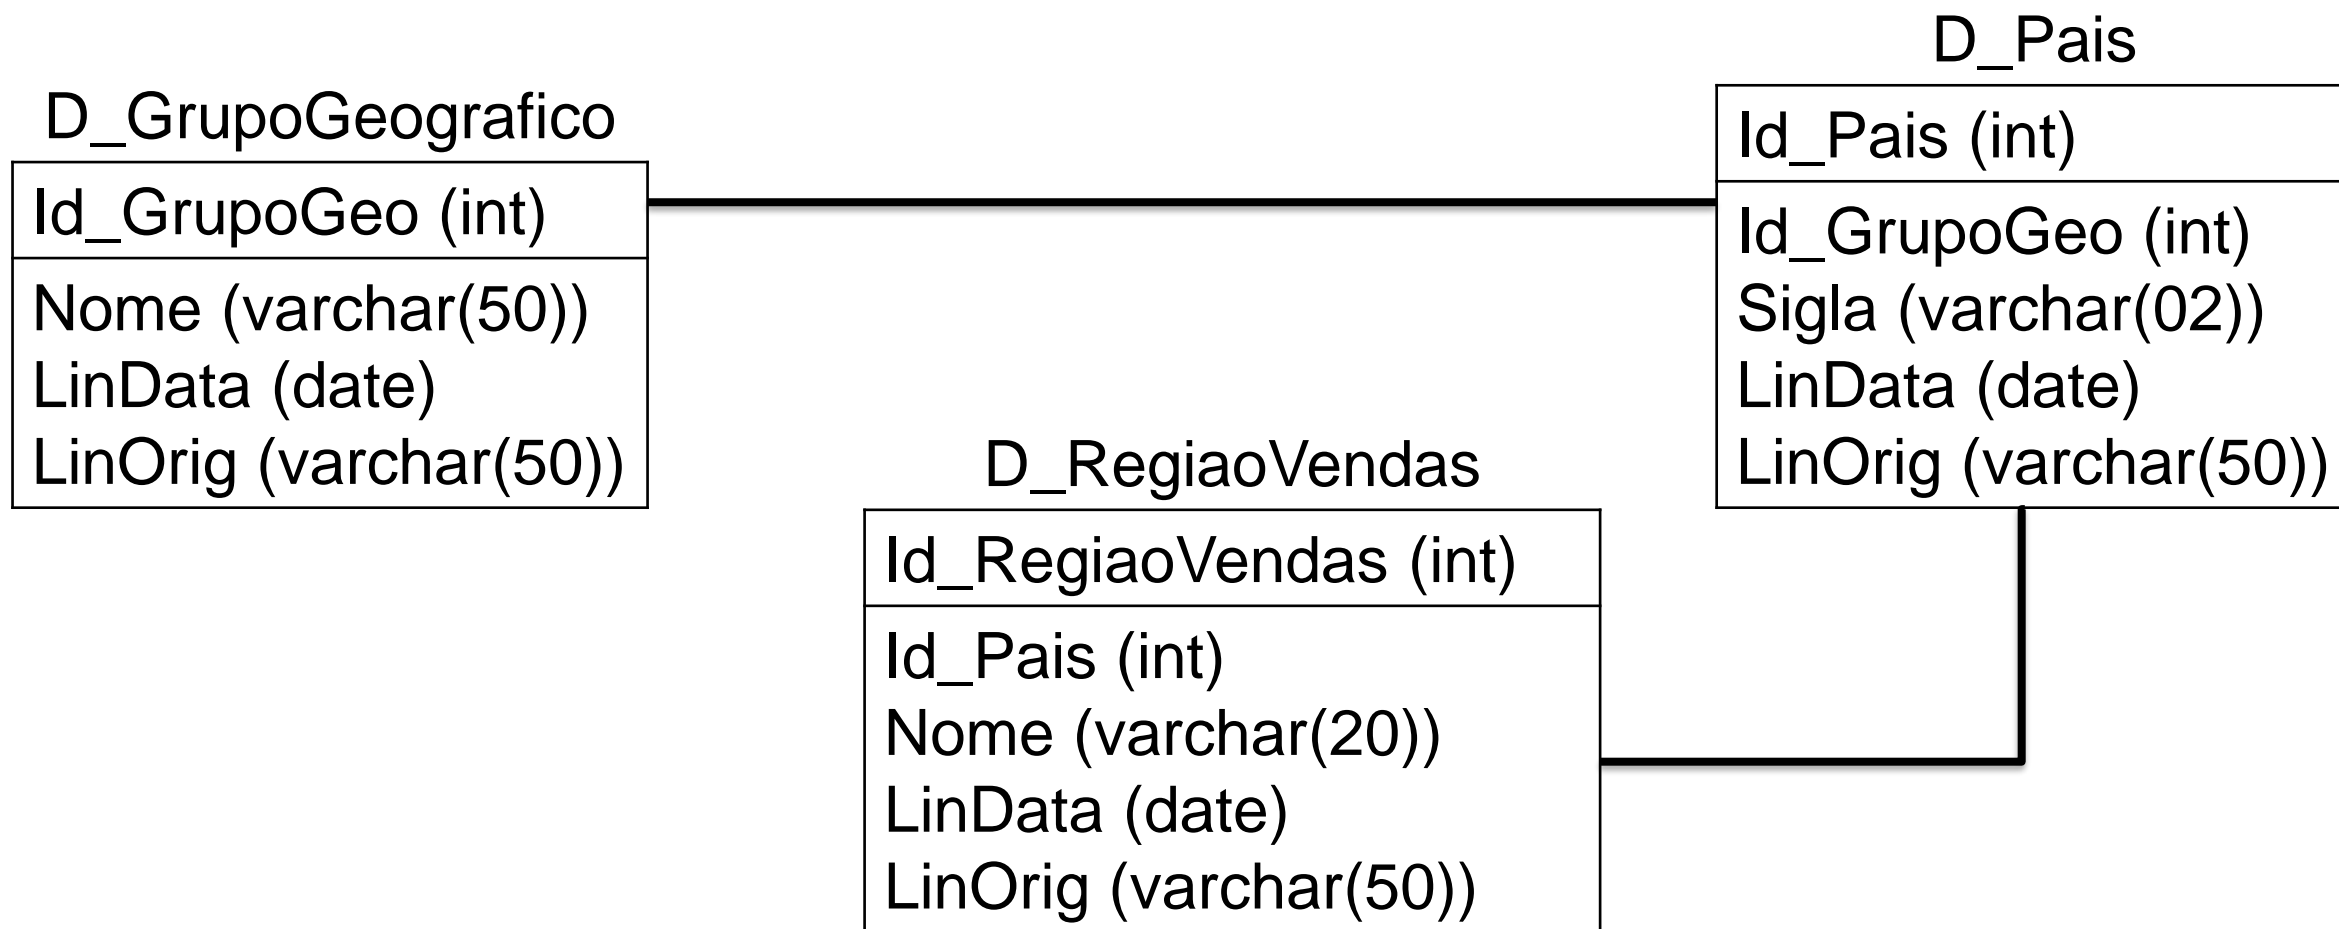 D_GrupoGeografico
Id_GrupoGeo (int)
Nome (varchar(50))
LinData (date)
LinOrig (varchar(50))
D_Pais
Id_Pais (int)
Id_GrupoGeo (int)
Sigla (varchar(02))
LinData (date)
LinOrig (varchar(50))
D_RegiaoVendas
Id_RegiaoVendas (int)
Id_Pais (int)
Nome (varchar(20))
LinData (date)
LinOrig (varchar(50))